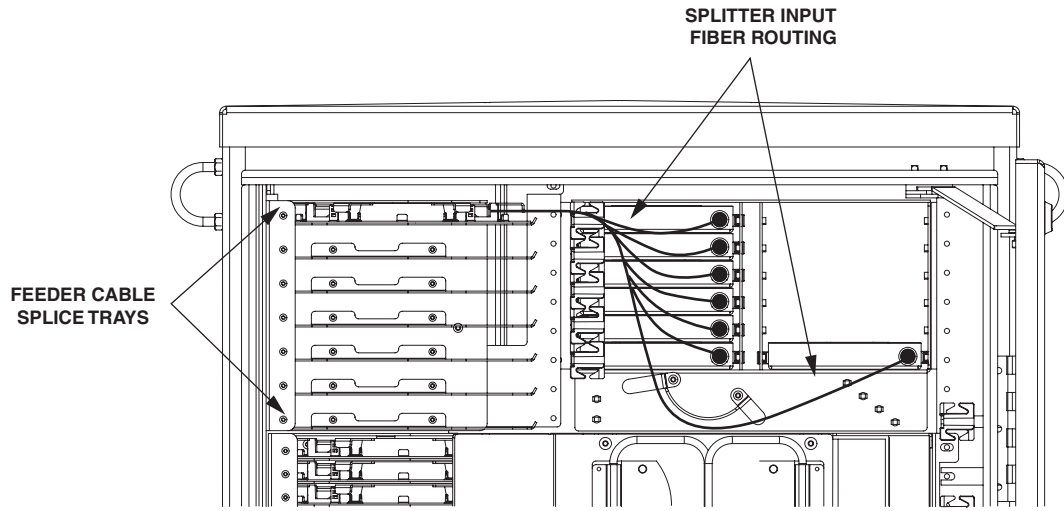 SPLITTER INPUT
FIBER ROUTING
FEEDER CABLE
SPLICE TRAYS